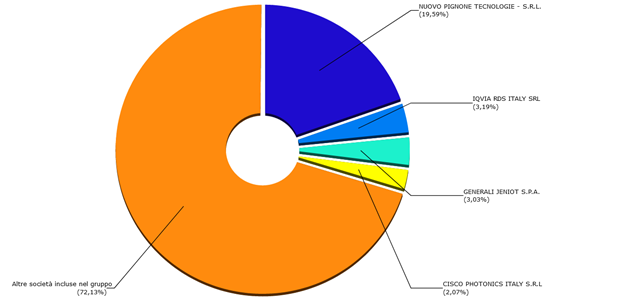 NUOVO PIGNONE TECNOLOGIE - S.R.L.
(19,59%)
IQVIA RDS ITALY SRL
(3,19%)
GENERALI JENIOT S.P.A.
(3,03%)
CISCO PHOTONICS ITALY S.R.L
(2,07%)
Altre società incluse nel gruppo
(72,13%)